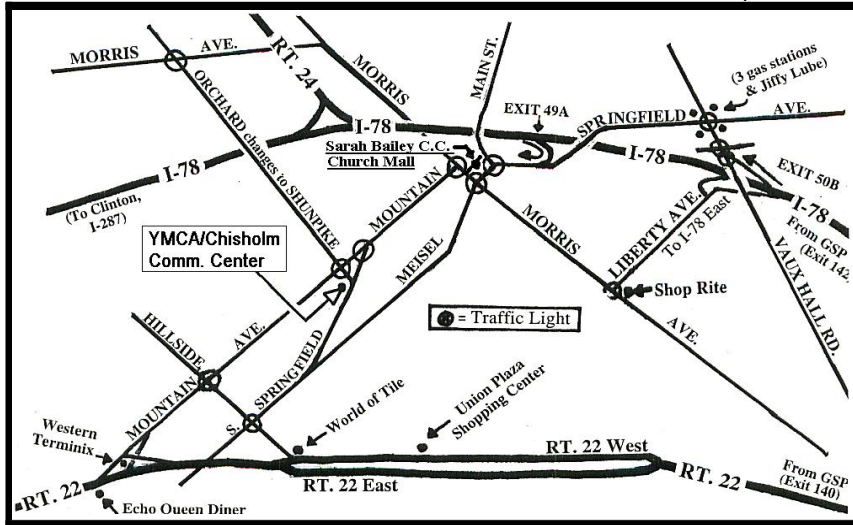 MORRIS AVE.
RT. 24
MORRIS
MAIN ST.
(3 gas stations
& Jiffy Lube)
ORCHARD changes to SHUNPIKE
I-78
EXIT 49A
SPRINGFIELD AVE.
Sarah Bailey C.C.
Church Mall
I-78
I-78
EXIT 50B
(To Clinton,
I-287)
MOUNTAIN
MORRIS
LIBERTY AVE.
To I-78 East
I-78
From GSP
(Exit 142)
YMCA/Chisholm
Comm. Center
MEISEL
VAUX HALL RD.
Shop Rite
= Traffic Light
AVE.
HILLSIDE
AVE.
MOUNTAIN
S. SPRINGFIELD
World of Tile
Union Plaza
Shopping Center
Western
Terminix
RT. 22 West
RT. 22
From GSP
(Exit 140)
RT. 22
RT. 22 East
Echo Queen Diner